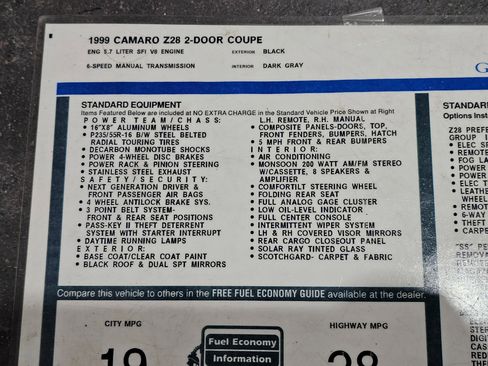 1999 CAMARO Z28 2-DOOR COUPE
ENG 5.7 LITER SFI V8 ENGINE EXTERIOR BLACK
6-SPEED MANUAL TRANSMISSION INTERIOR DARK GRAY
G
STANDARD EQUIPMENT
Items Featured Below are included at NO EXTRA CHARGE in the Standard Vehicle Price Shown at Right
POWER TEAM / CHASS:
• 16"X8" ALUMINUM WHEELS
• P235/55R-16 B/W STEEL BELTED
RADIAL TOURING TIRES
• DECARBON MONOTUBE SHOCKS
• POWER 4-WHEEL DISC BRAKES
• POWER RACK & PINION STEERING
• STAINLESS STEEL EXHAUST
SAFETY / SECURITY:
• NEXT GENERATION DRIVER &
FRONT PASSENGER AIR BAGS
• 4 WHEEL ANTILOCK BRAKE SYS.
• 3 POINT BELT SYSTEM-
FRONT & REAR SEAT POSITIONS
• PASS-KEY II THEFT DETERRENT
SYSTEM WITH STARTER INTERRUPT
• DAYTIME RUNNING LAMPS
EXTERIOR:
• BASE COAT/CLEAR COAT PAINT
• BLACK ROOF & DUAL SPT MIRRORS
L.H. REMOTE, R.H. MANUAL
• COMPOSITE PANELS-DOORS, TOP,
FRONT FENDERS, BUMPERS, HATCH
• 5 MPH FRONT & REAR BUMPERS
INTERIOR:
• AIR CONDITIONING
• MONSOON 200 WATT AM/FM STEREO
W/CASSETTE, 8 SPEAKERS &
AMPLIFIER
• COMFORTILT STEERING WHEEL
• FOLDING REAR SEAT
• FULL ANALOG GAGE CLUSTER
• LOW OIL-LEVEL INDICATOR
• FULL CENTER CONSOLE
• INTERMITTENT WIPER SYSTEM
• LH & RH COVERED VISOR MIRRORS
• REAR CARGO CLOSEOUT PANEL
• SOLAR RAY TINTED GLASS
• SCOTCHGARD- CARPET & FABRIC
STANDARD
Options Inst
Z28 PREFE
GROUP I
• ELEC S
• REMOTE
• FOG LA
• POWER
• ELEC T
• LEATHE
WHEEL
• REMOT
• 6-WAY
• THEFT
• CARPET
"SS" PE
Compare this vehicle to others in the FREE FUEL ECONOMY GUIDE available at the dealer.
CITY MPG
19
Fuel Economy
Information
HIGHWAY MPG
28